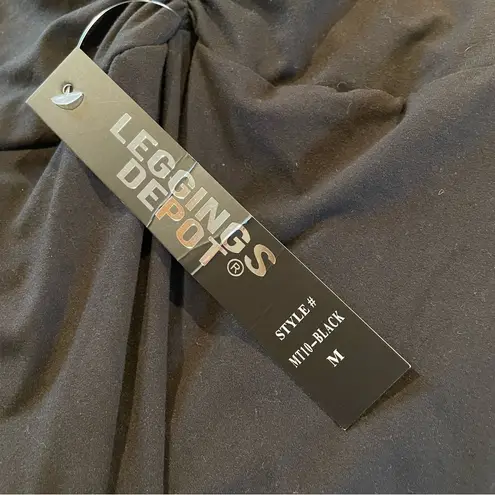 LEGGINGS
DEPOT®
STYLE #
MT10-BLACK
M